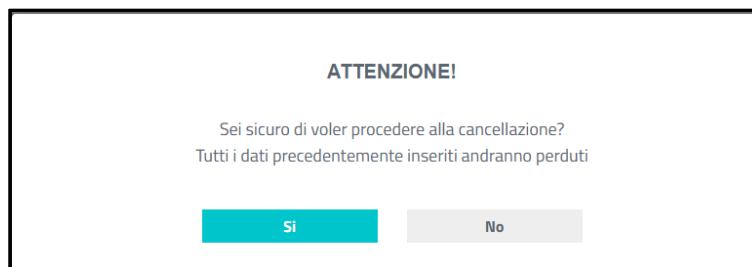 ATTENZIONE!
Sei sicuro di voler procedere alla cancellazione?
Tutti i dati precedentemente inseriti andranno perduti
Si
No